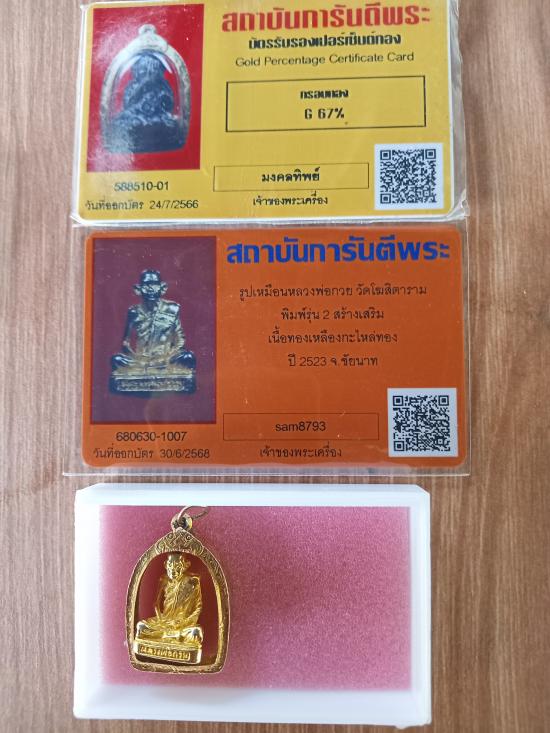 สถาบันการันตีพระ
บัตรรับรองเปอร์เซ็นต์ทอง
Gold Percentage Certificate Card
กรอบทอง
G 67%
588510-01
วันที่ออกบัตร 24/7/2566
มงคลทิพย์
เจ้าของพระเครื่อง
สถาบันการันตีพระ
รูปเหมือนหลวงพ่อกวย วัดโฆสิตาราม
พิมพ์รุ่น 2 สร้างเสริม
เนื้อทองเหลืองกะไหล่ทอง
ปี 2523 จ.ชัยนาท
680630-1007
วันที่ออกบัตร 30/6/2568
sam8793
เจ้าของพระเครื่อง
หลวงพ่อกวย